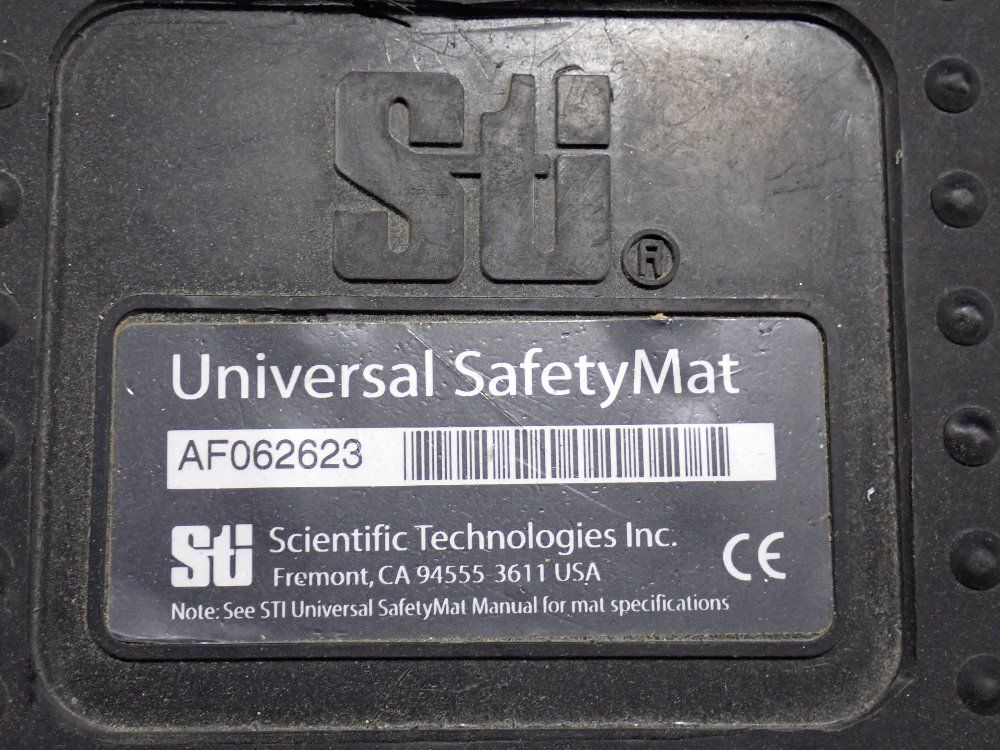 Sti®
Universal SafetyMat
AF062623
Sti Scientific Technologies Inc.
Fremont, CA 94555-3611 USA
CE
Note: See STI Universal SafetyMat Manual for mat specifications